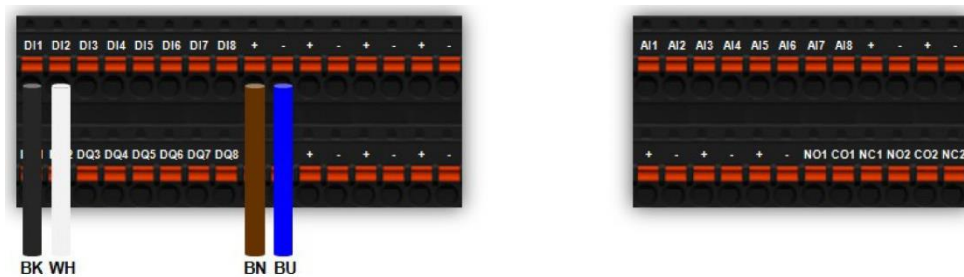 DI1 DI2 DI3 DI4 DI5 DI6 DI7 DI8 + - + - + - + -
AI1 AI2 AI3 AI4 AI5 AI6 AI7 AI8 + - + -
DQ3 DQ4 DQ5 DQ6 DQ7 DQ8 + - + - + -
+ - + - + - NO1 CO1 NC1 NO2 CO2 NC2
BK WH BN BU